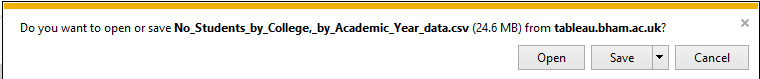 Do you want to open or save No_Students_by_College,_by_Academic_Year_data.csv (24.6 MB) from tableau.bham.ac.uk?
Open Save Cancel